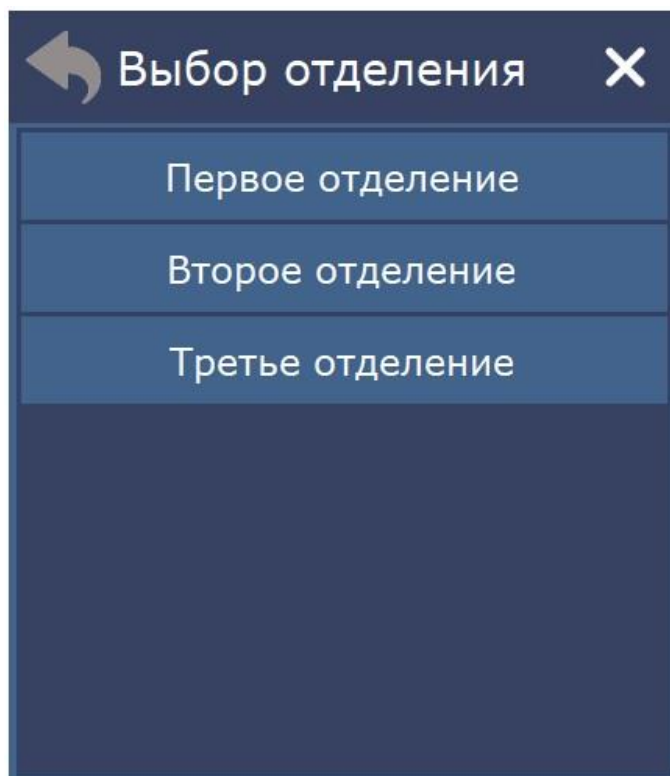 Выбор отделения
Первое отделение
Второе отделение
Третье отделение